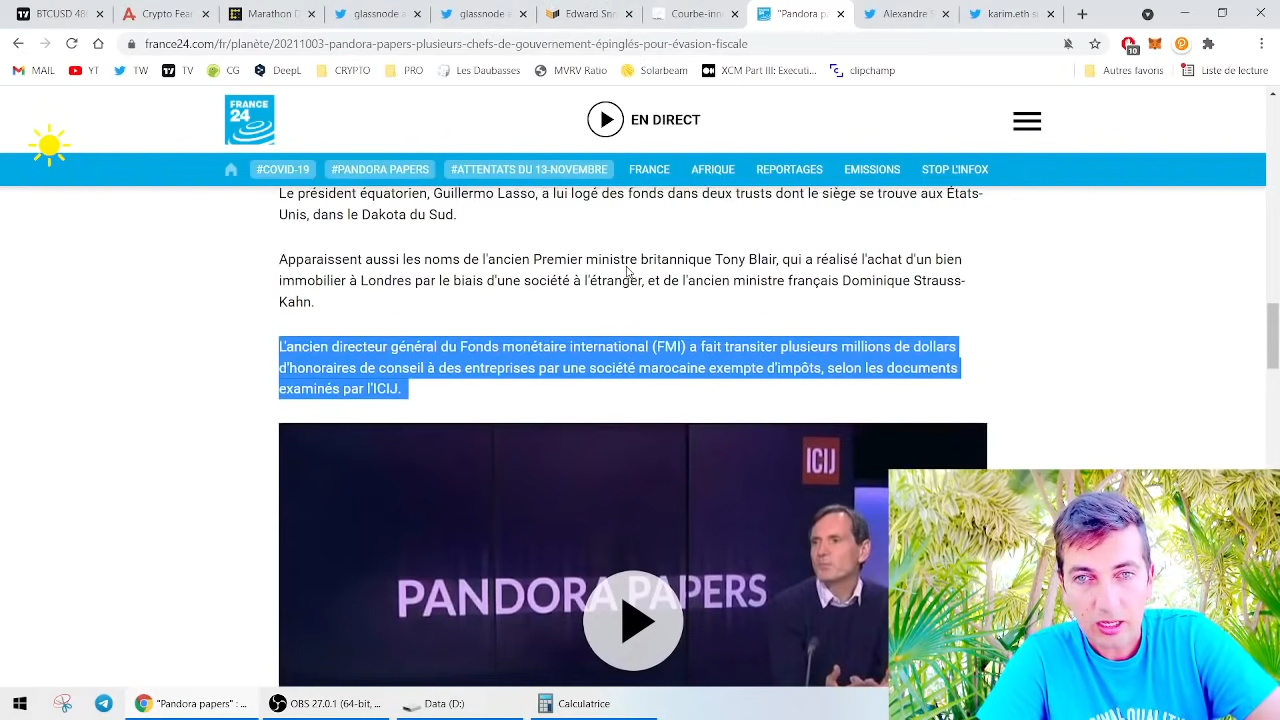 BTCUSD 48
Marathon D
glassnode
glassnode
Bitcoin Fea
Courbe-
"Pandora p
Alexandre
karimeth s
france24.com/fr/planète/20211003-pandora-papers-plusieurs-chefs-de-gouvernement-épinglés-pour-évasion-fiscale
10
MAIL
YT
TW
TV
CG
DeepL
CRYPTO
PRO
Les Dubasses
MVRV Ratio
Solarbeam
XCM Part III: Executi...
clipchamp
Autres favoris
Liste de lecture
FRANCE
24
EN DIRECT
#COVID-19
#PANDORA PAPERS
#ATTENTATS DU 13-NOVEMBRE
FRANCE
AFRIQUE
REPORTAGES
EMISSIONS
STOP L'INFOX
Le président équatorien, Guillermo Lasso, a lui logé des fonds dans deux trusts dont le siège se trouve aux États-
Unis, dans le Dakota du Sud.
Apparaissent aussi les noms de l'ancien Premier ministre britannique Tony Blair, qui a réalisé l'achat d'un bien
immobilier à Londres par le biais d'une société à l'étranger, et de l'ancien ministre français Dominique Strauss-
Kahn.
L'ancien directeur général du Fonds monétaire international (FMI) a fait transiter plusieurs millions de dollars
d'honoraires de conseil à des entreprises par une société marocaine exempte d'impôts, selon les documents
examinés par l'ICIJ.
ICIJ
PANDORA PAPERS
"Pandora papers" : ...
OBS 27.0.1 (64-bit, ...
Data (D:)
Calculatrice